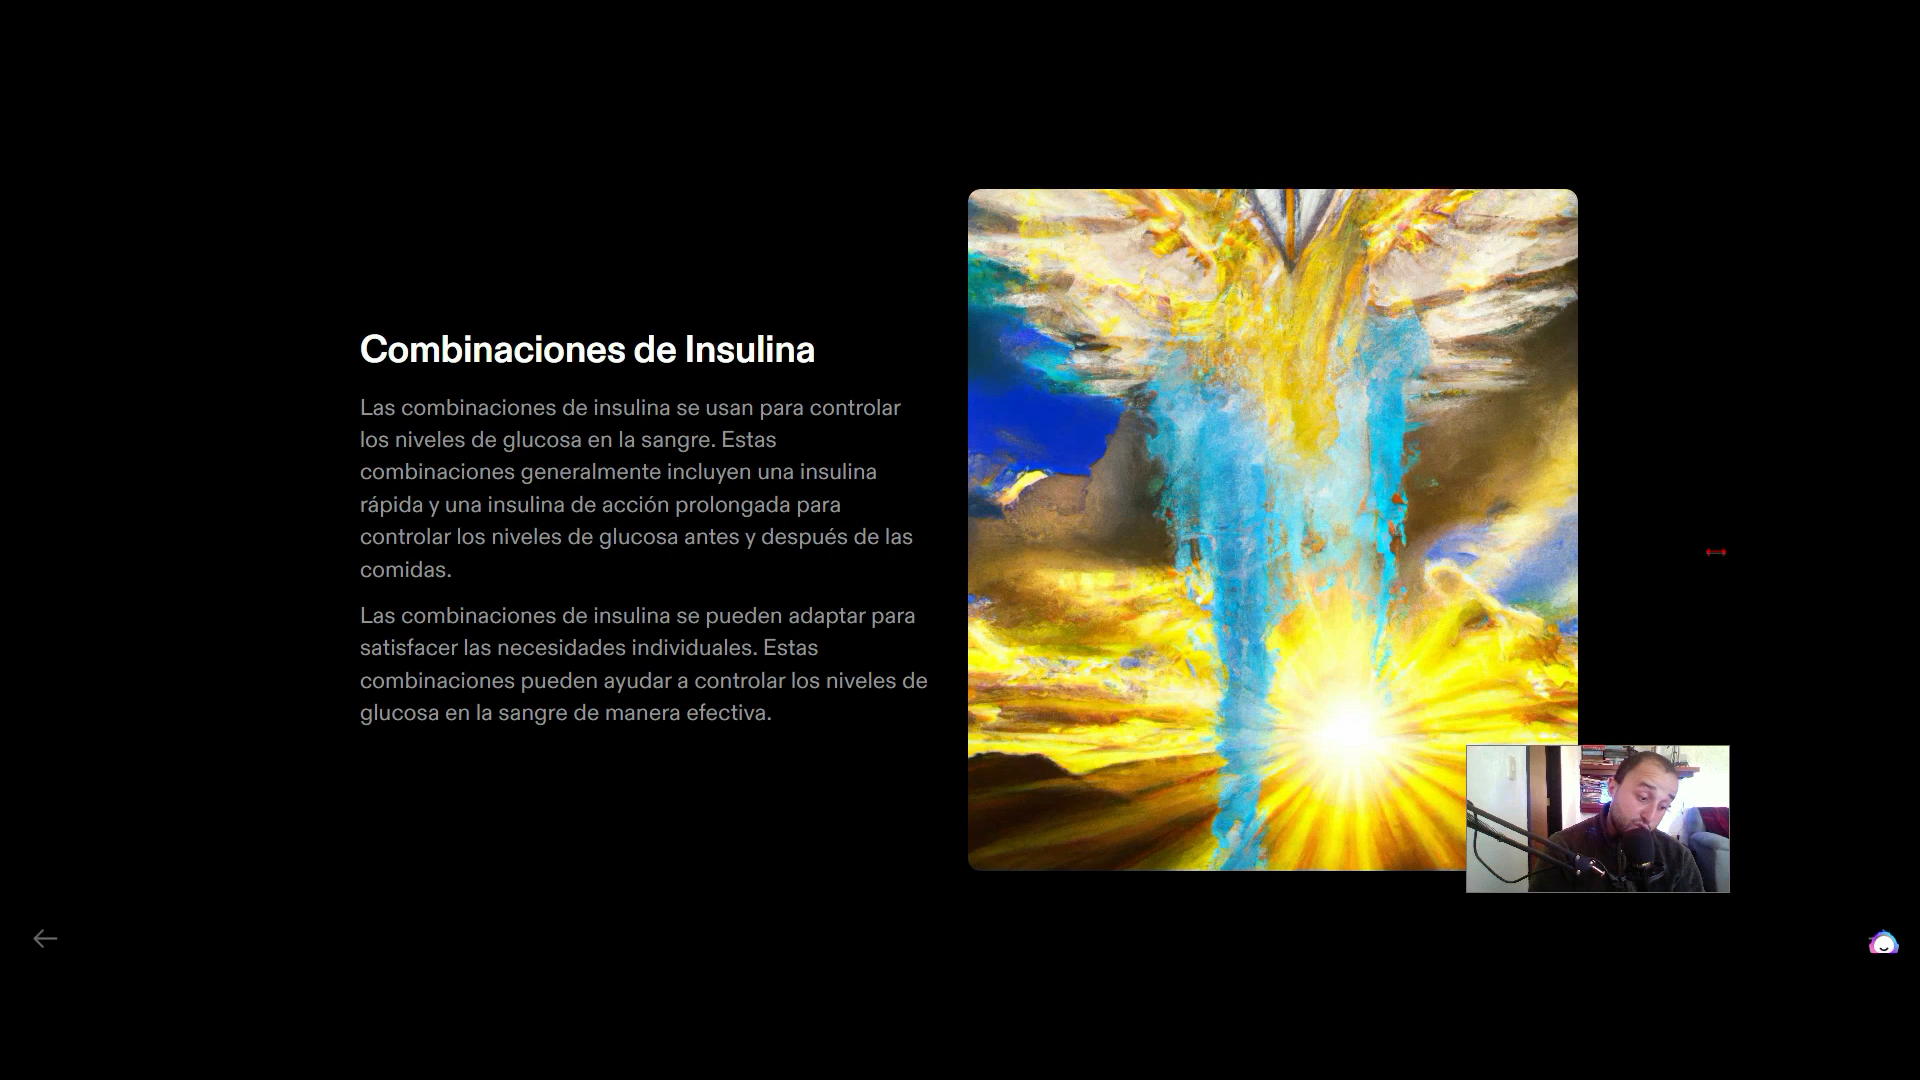 Combinaciones de Insulina
Las combinaciones de insulina se usan para controlar
los niveles de glucosa en la sangre. Estas
combinaciones generalmente incluyen una insulina
rápida y una insulina de acción prolongada para
controlar los niveles de glucosa antes y después de las
comidas.
Las combinaciones de insulina se pueden adaptar para
satisfacer las necesidades individuales. Estas
combinaciones pueden ayudar a controlar los niveles de
glucosa en la sangre de manera efectiva.